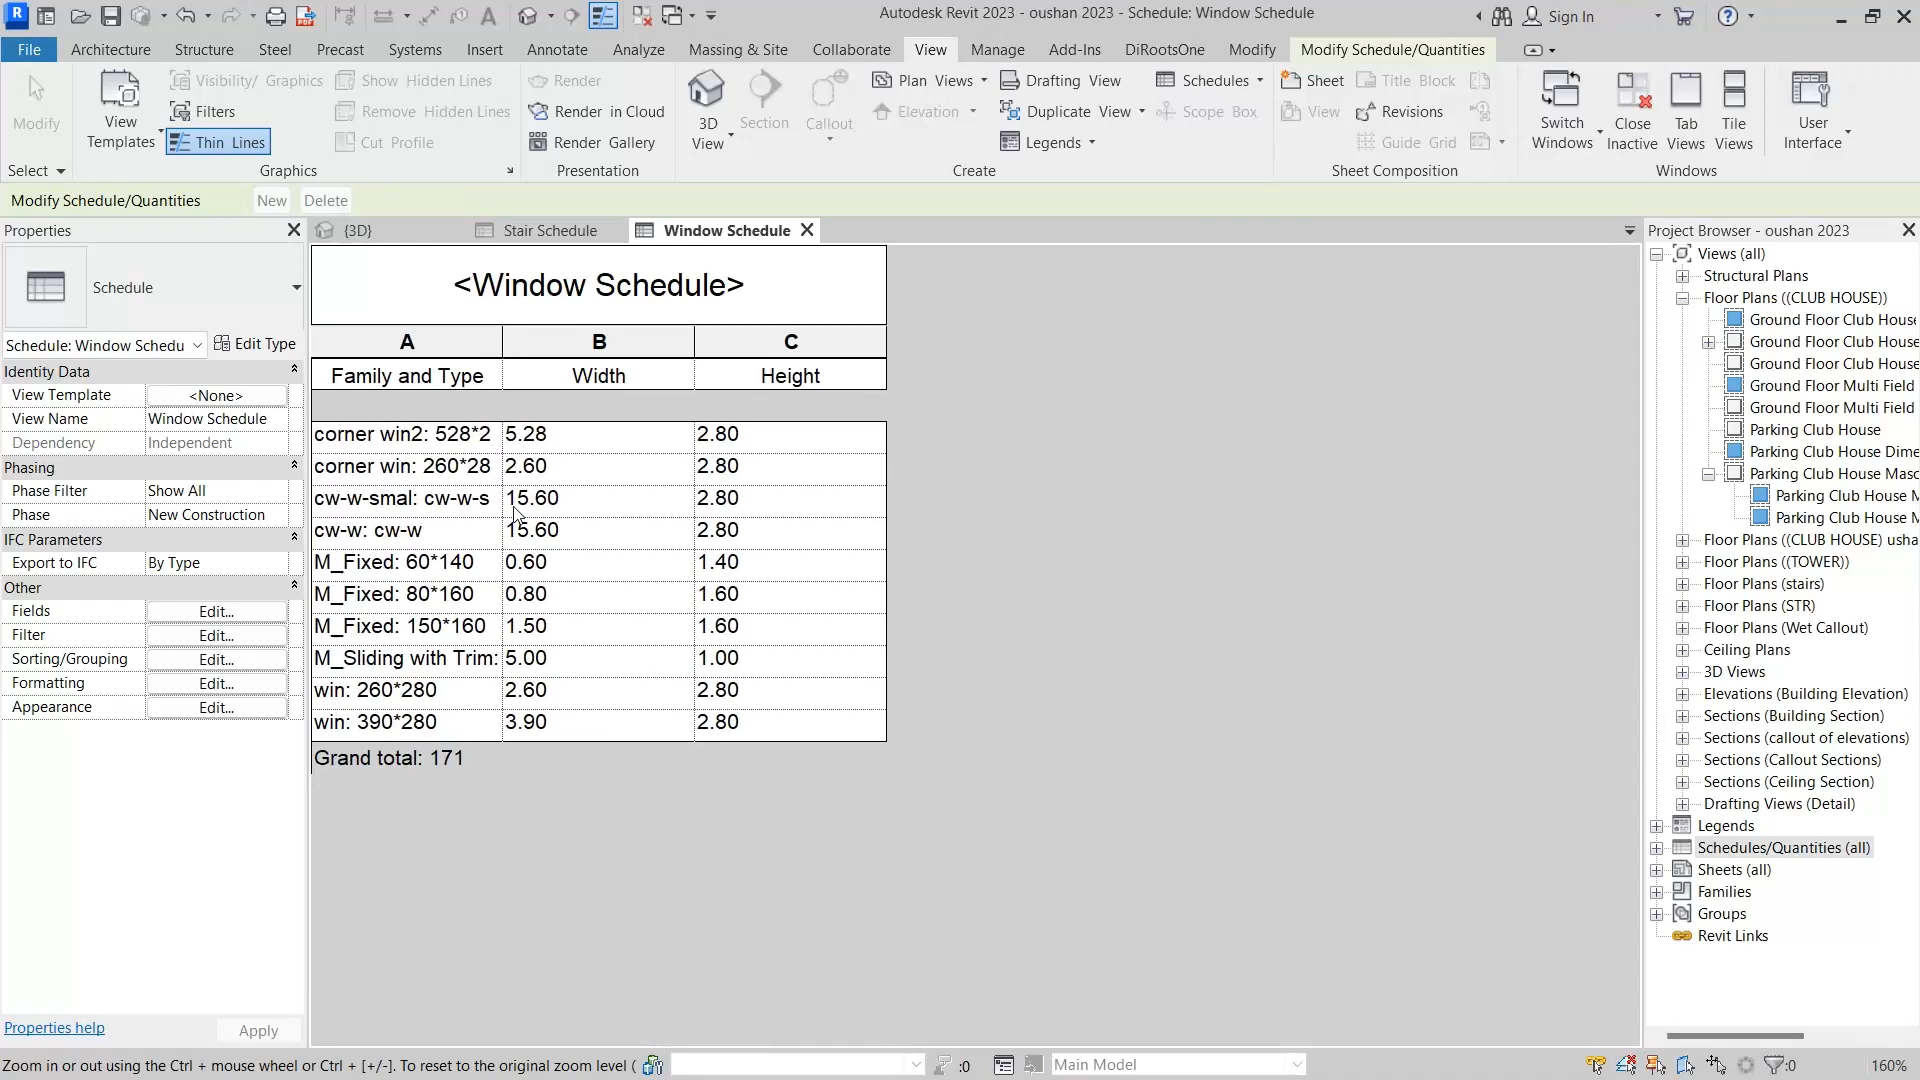 Autodesk Revit 2023 - oushan 2023 - Schedule: Window Schedule
Sign In
File Architecture Structure Steel Precast Systems Insert Annotate Analyze Massing & Site Collaborate View Manage Add-Ins DiRootsOne Modify Modify Schedule/Quantities
Modify
View Templates
Visibility/ Graphics
Filters
Thin Lines
Show Hidden Lines
Remove Hidden Lines
Cut Profile
Render
Render in Cloud
Render Gallery
3D View
Section
Callout
Plan Views
Elevation
Drafting View
Duplicate View
Legends
Schedules
Scope Box
Sheet
View
Title Block
Revisions
Guide Grid
Switch Windows
Close Inactive
Tab Views
Tile Views
User Interface
Select Graphics Presentation Create Sheet Composition Windows
Modify Schedule/Quantities New Delete
Properties
Schedule
Schedule: Window Schedu Edit Type
Identity Data
View Template <None>
View Name Window Schedule
Dependency Independent
Phasing
Phase Filter Show All
Phase New Construction
IFC Parameters
Export to IFC By Type
Other
Fields Edit...
Filter Edit...
Sorting/Grouping Edit...
Formatting Edit...
Appearance Edit...
Properties help Apply
{3D} Stair Schedule Window Schedule
<Window Schedule>
A B C
Family and Type Width Height
corner win2: 528*2 5.28 2.80
corner win: 260*28 2.60 2.80
cw-w-smal: cw-w-s 15.60 2.80
cw-w: cw-w 15.60 2.80
M_Fixed: 60*140 0.60 1.40
M_Fixed: 80*160 0.80 1.60
M_Fixed: 150*160 1.50 1.60
M_Sliding with Trim: 5.00 1.00
win: 260*280 2.60 2.80
win: 390*280 3.90 2.80
Grand total: 171
Project Browser - oushan 2023
Views (all)
Structural Plans
Floor Plans ((CLUB HOUSE))
Ground Floor Club House
Ground Floor Club House
Ground Floor Club House
Ground Floor Multi Field
Ground Floor Multi Field
Parking Club House
Parking Club House Dime
Parking Club House Masc
Parking Club House M
Parking Club House M
Floor Plans ((CLUB HOUSE) usha
Floor Plans ((TOWER))
Floor Plans (stairs)
Floor Plans (STR)
Floor Plans (Wet Callout)
Ceiling Plans
3D Views
Elevations (Building Elevation)
Sections (Building Section)
Sections (callout of elevations)
Sections (Callout Sections)
Sections (Ceiling Section)
Drafting Views (Detail)
Legends
Schedules/Quantities (all)
Sheets (all)
Families
Groups
Revit Links
Zoom in or out using the Ctrl + mouse wheel or Ctrl + [+/-]. To reset to the original zoom level ( :0 Main Model :0 160%